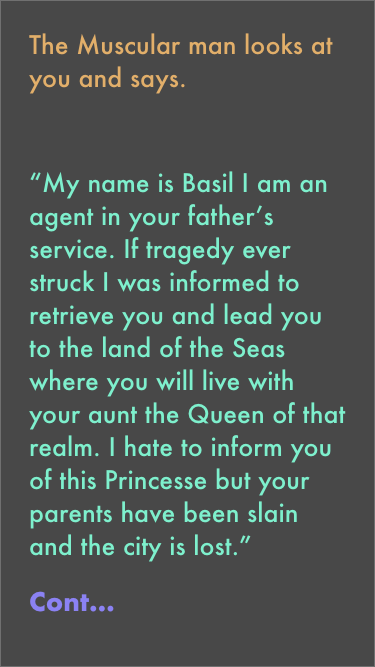 The Muscular man looks at
you and says.
“My name is Basil I am an
agent in your father’s
service. If tragedy ever
struck I was informed to
retrieve you and lead you
to the land of the Seas
where you will live with
your aunt the Queen of that
realm. I hate to inform you
of this Princesse but your
parents have been slain
and the city is lost.”
Cont...